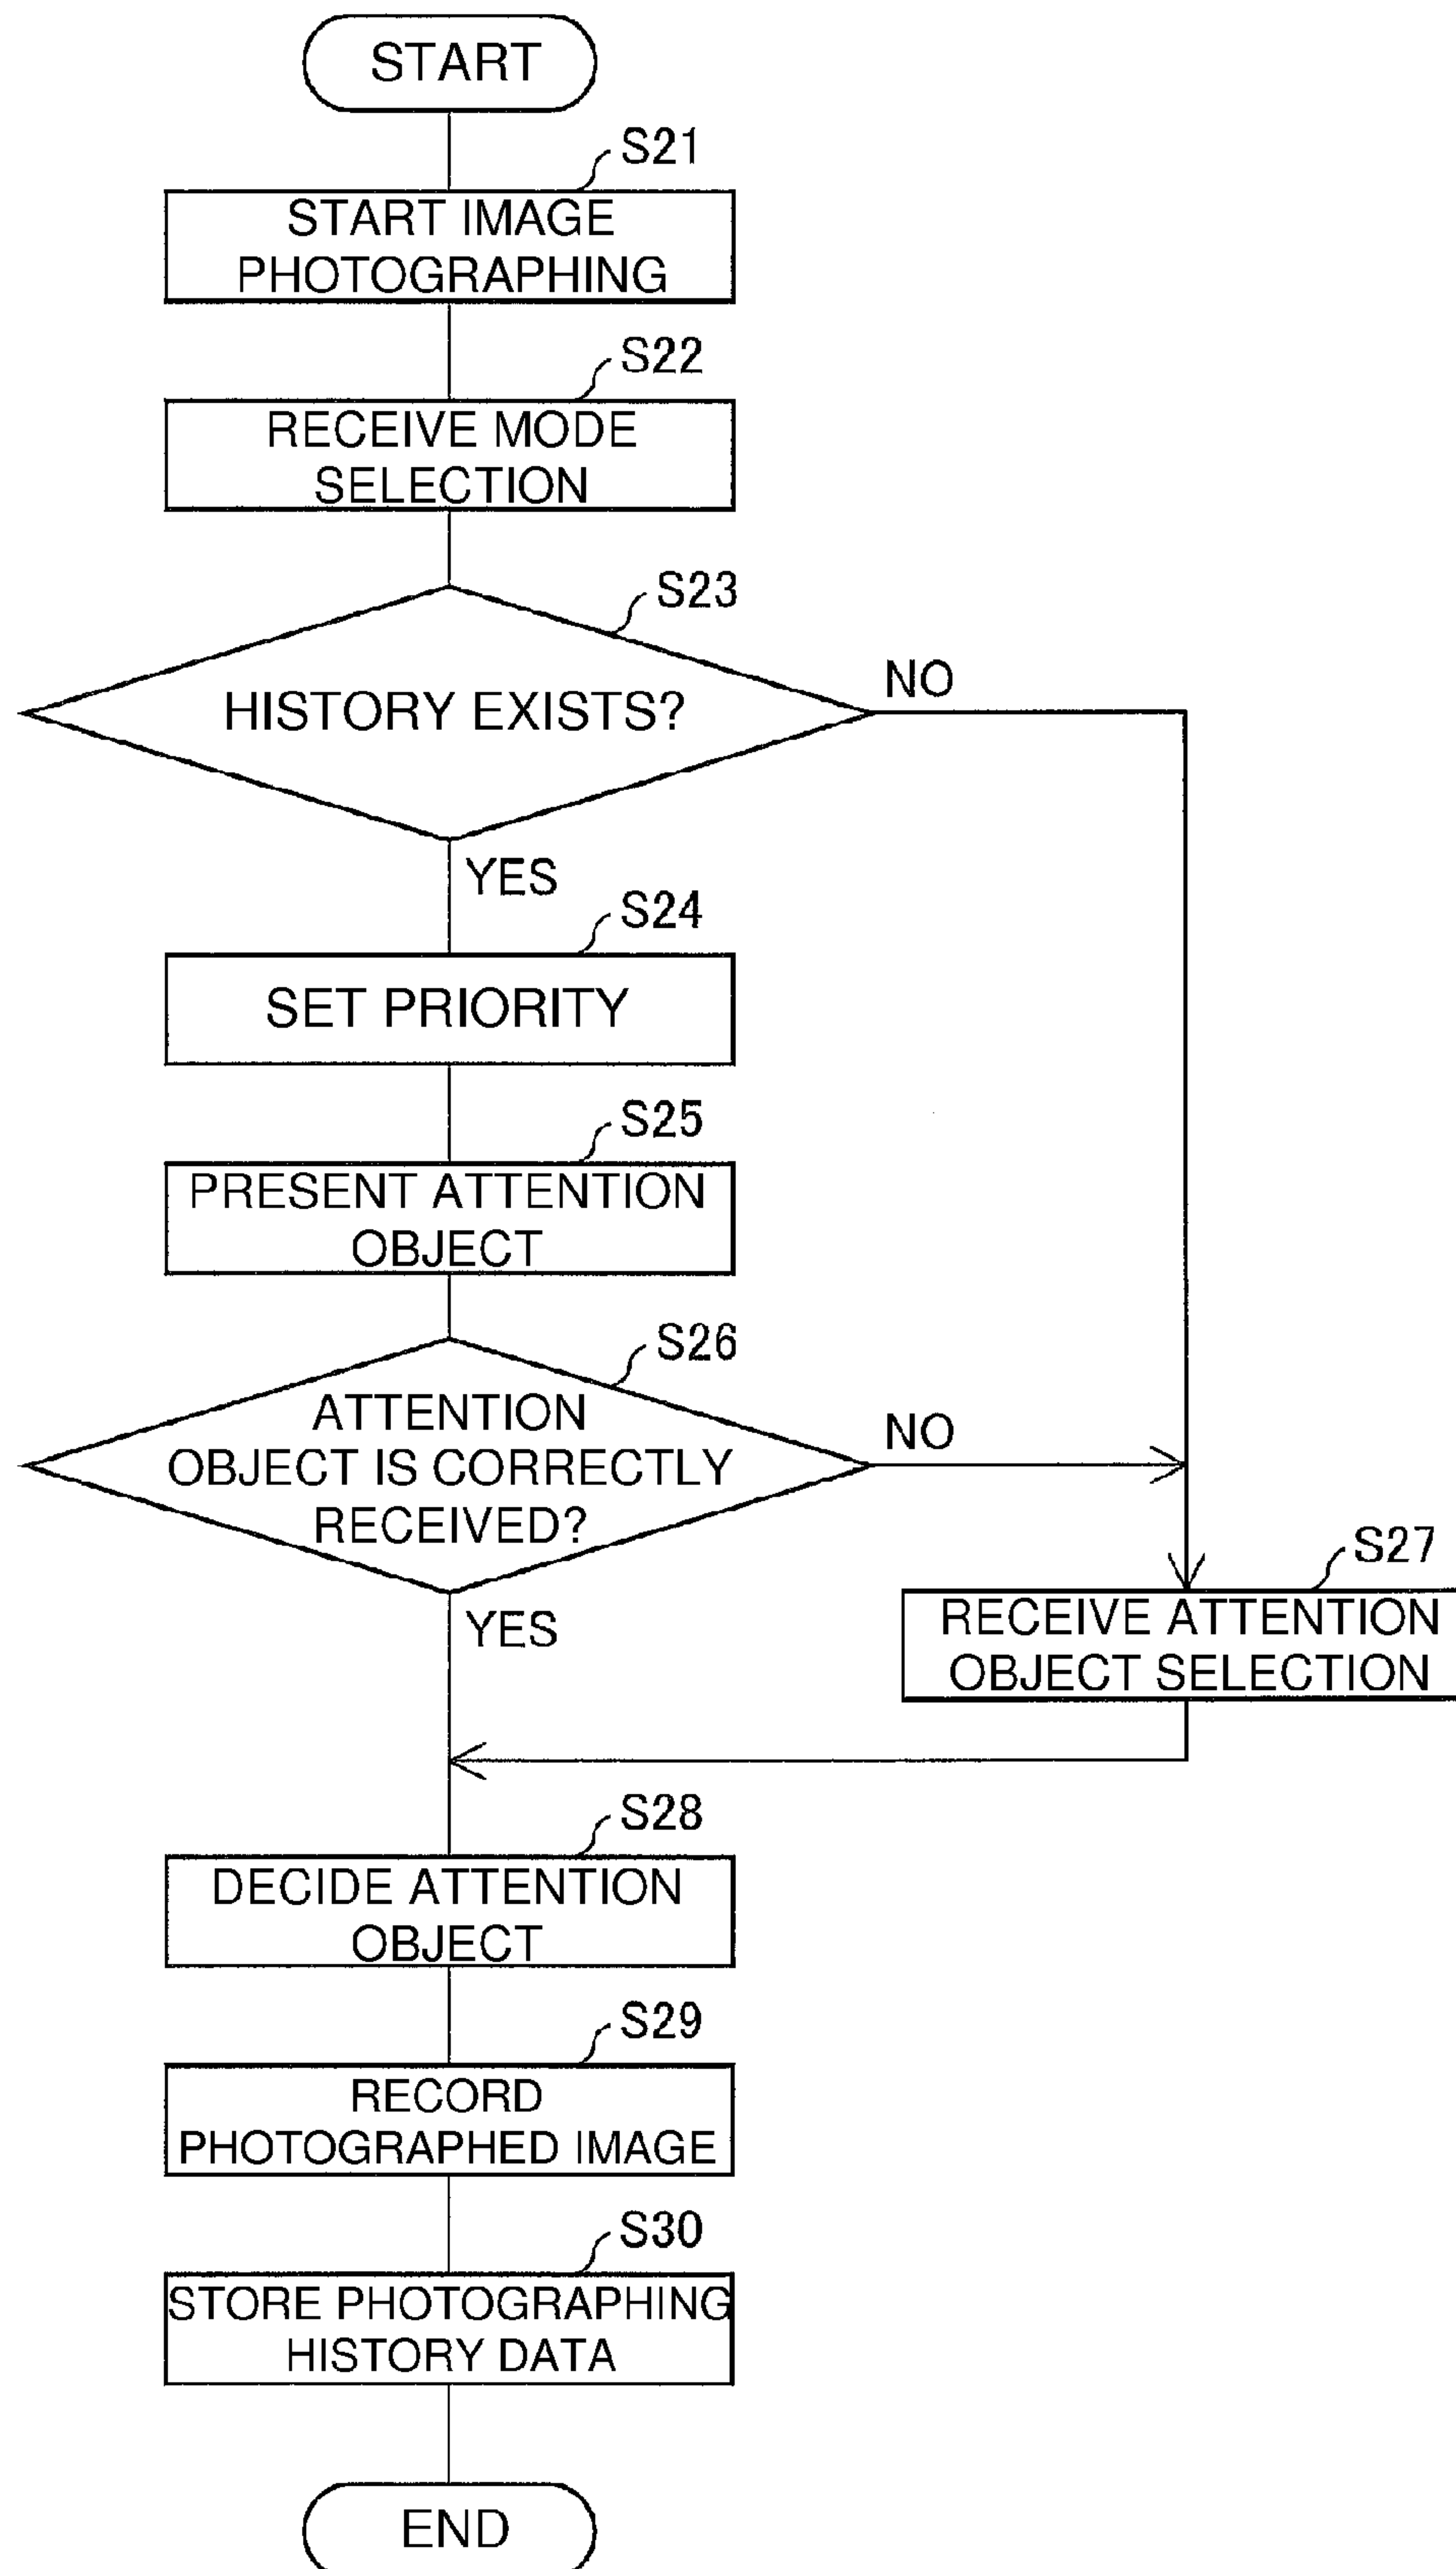 START
S21
START IMAGE
PHOTOGRAPHING
S22
RECEIVE MODE
SELECTION
S23
HISTORY EXISTS?
NO
YES
S24
SET PRIORITY
S25
PRESENT ATTENTION
OBJECT
S26
ATTENTION
OBJECT IS CORRECTLY
RECEIVED?
NO
YES
S27
RECEIVE ATTENTION
OBJECT SELECTION
S28
DECIDE ATTENTION
OBJECT
S29
RECORD
PHOTOGRAPHED IMAGE
S30
STORE PHOTOGRAPHING
HISTORY DATA
END